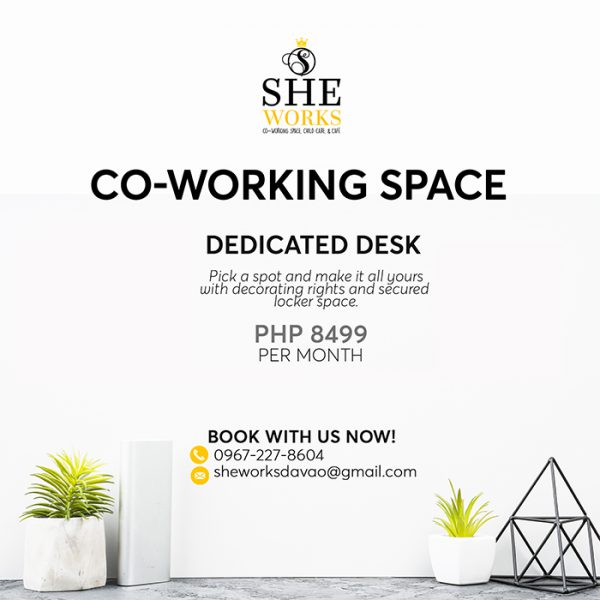 S
SHE
WORKS
CO-WORKING SPACE, CHILD CARE, & CAFE
CO-WORKING SPACE
DEDICATED DESK
Pick a spot and make it all yours
with decorating rights and secured
locker space.
PHP 8499
PER MONTH
BOOK WITH US NOW!
0967-227-8604
sheworksdavao@gmail.com